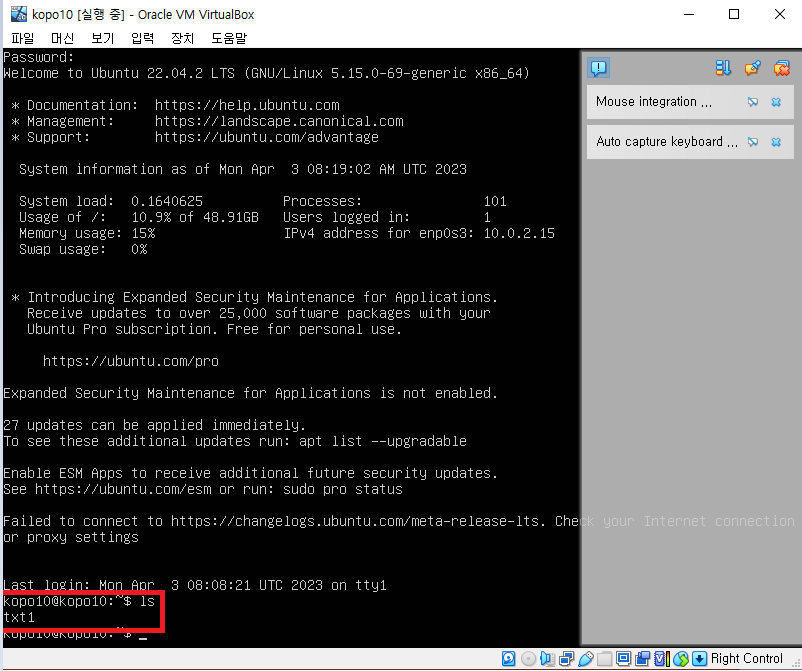 kopo10 [실행 중] - Oracle VM VirtualBox
파일 머신 보기 입력 장치 도움말
Password:
Welcome to Ubuntu 22.04.2 LTS (GNU/Linux 5.15.0-69-generic x86_64)
* Documentation: https://help.ubuntu.com
* Management: https://landscape.canonical.com
* Support: https://ubuntu.com/advantage
System information as of Mon Apr 3 08:19:02 AM UTC 2023
System load: 0.1640625 Processes: 101
Usage of /: 10.9% of 48.91GB Users logged in: 1
Memory usage: 15% IPv4 address for enp0s3: 10.0.2.15
Swap usage: 0%
* Introducing Expanded Security Maintenance for Applications.
Receive updates to over 25,000 software packages with your
Ubuntu Pro subscription. Free for personal use.
https://ubuntu.com/pro
Expanded Security Maintenance for Applications is not enabled.
27 updates can be applied immediately.
To see these additional updates run: apt list --upgradable
Enable ESM Apps to receive additional future security updates.
See https://ubuntu.com/esm or run: sudo pro status
Failed to connect to https://changelogs.ubuntu.com/meta-release-lts. Check your Internet connection
or proxy settings
Last login: Mon Apr 3 08:08:21 UTC 2023 on tty1
kopo10@kopo10:~$ ls
txt1
kopo10@kopo10:~$ _
Mouse integration ...
Auto capture keyboard ...
Right Control